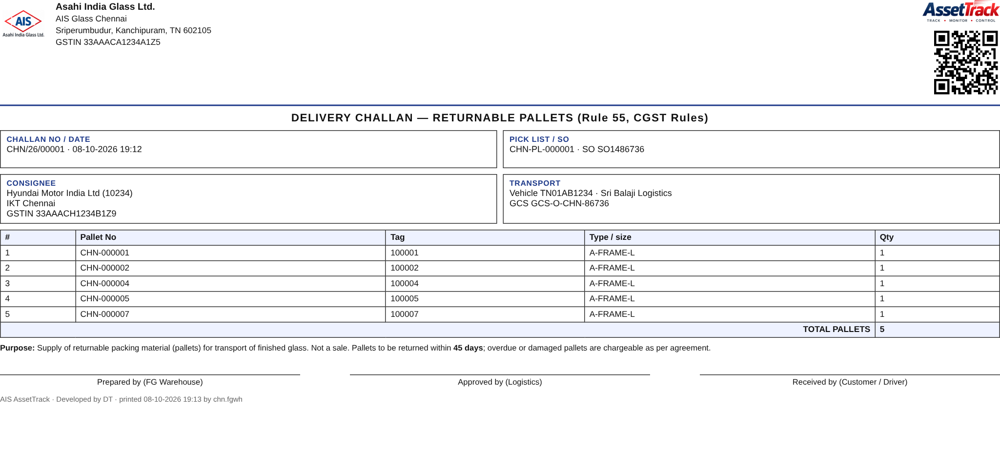 Asahi India Glass Ltd.
AIS Glass Chennai
Sriperumbudur, Kanchipuram, TN 602105
GSTIN 33AAACA1234A1Z5
AIS
Asahi India Glass Ltd.
AssetTrack
TRACK • MONITOR • CONTROL
DELIVERY CHALLAN — RETURNABLE PALLETS (Rule 55, CGST Rules)
CHALLAN NO / DATE
CHN/26/00001 · 08-10-2026 19:12
PICK LIST / SO
CHN-PL-000001 · SO SO1486736
CONSIGNEE
Hyundai Motor India Ltd (10234)
IKT Chennai
GSTIN 33AAACH1234B1Z9
TRANSPORT
Vehicle TN01AB1234 · Sri Balaji Logistics
GCS GCS-O-CHN-86736
# Pallet No Tag Type / size Qty
1 CHN-000001 100001 A-FRAME-L 1
2 CHN-000002 100002 A-FRAME-L 1
3 CHN-000004 100004 A-FRAME-L 1
4 CHN-000005 100005 A-FRAME-L 1
5 CHN-000007 100007 A-FRAME-L 1
TOTAL PALLETS 5
Purpose: Supply of returnable packing material (pallets) for transport of finished glass. Not a sale. Pallets to be returned within 45 days; overdue or damaged pallets are chargeable as per agreement.
Prepared by (FG Warehouse) Approved by (Logistics) Received by (Customer / Driver)
AIS AssetTrack · Developed by DT · printed 08-10-2026 19:13 by chn.fgwh